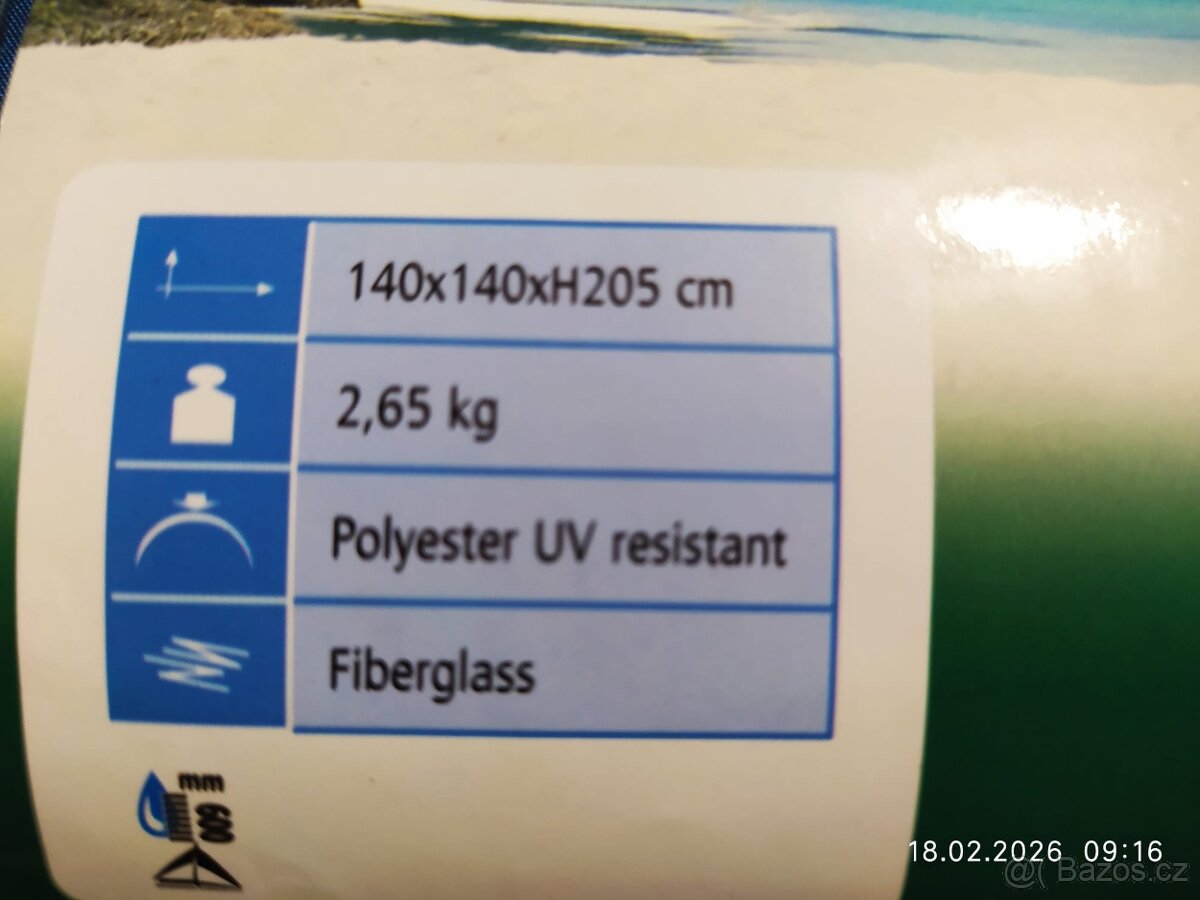 140x140xH205 cm
2,65 kg
Polyester UV resistant
Fiberglass
600 mm
18.02.2026 09:16
@( Bazos.cz